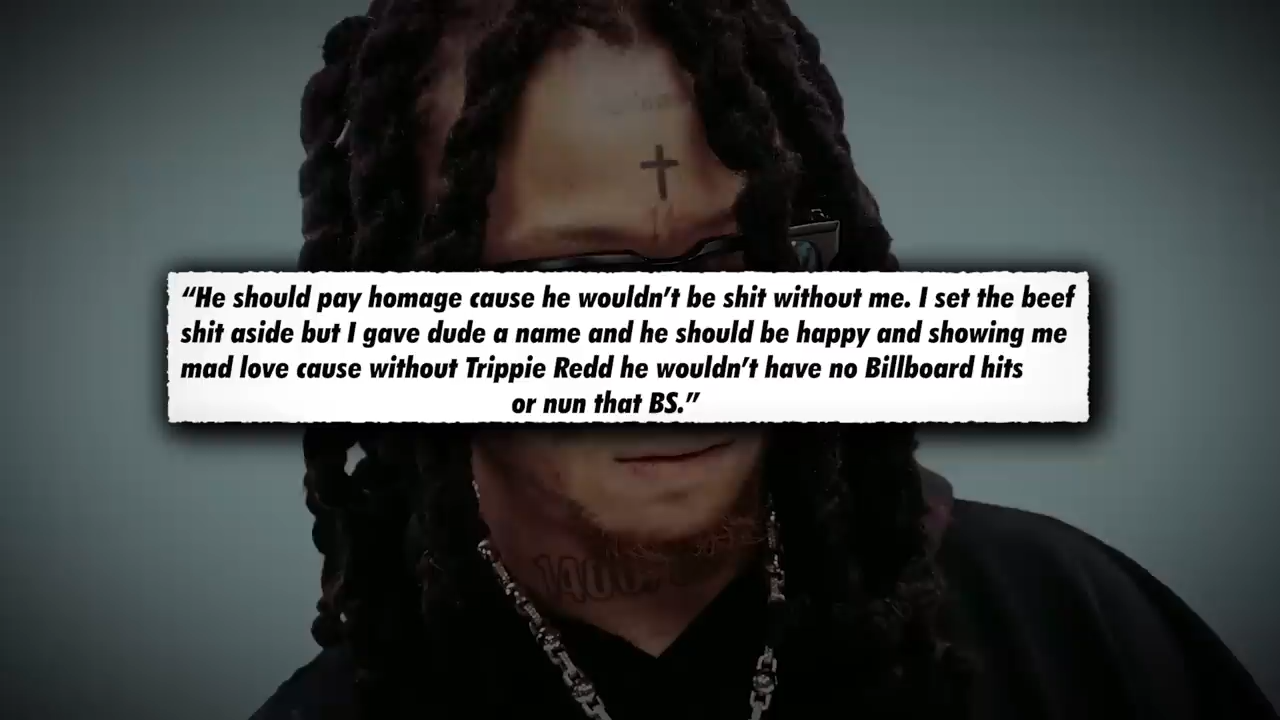 “He should pay homage cause he wouldn’t be shit without me. I set the beef
shit aside but I gave dude a name and he should be happy and showing me
mad love cause without Trippie Redd he wouldn’t have no Billboard hits
or nun that BS.”
1400